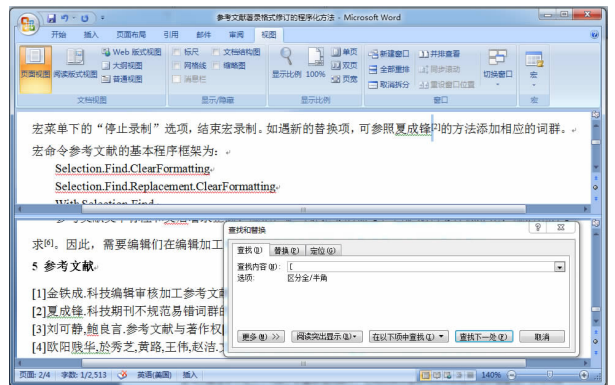 参考文献著录格式修订的程序化方法 - Microsoft Word
开始 插入 页面布局 引用 邮件 审阅 视图
页面视图 阅读版式视图 Web 版式视图 大纲视图 普通视图
标尺 网格线 消息栏 文档结构图 缩略图
显示比例 100% 单页 双页 页宽
新建窗口 全部重排 取消拆分 并排查看 同步滚动 重设窗口位置 切换窗口 宏
文档视图 显示/隐藏 显示比例 窗口 宏
宏菜单下的“停止录制”选项，结束宏录制。如遇新的替换项，可参照夏成锋[2]的方法添加相应的词群。
宏命令参考文献的基本程序框架为：
Selection.Find.ClearFormatting
Selection.Find.Replacement.ClearFormatting
With Selection.Find
求[6]。因此，需要编辑们在编辑加工
5 参考文献
[1]金铁成.科技编辑审核加工参考文献
[2]夏成锋.科技期刊不规范易错词群的
[3]刘可静,鲍良言.参考文献与著作权
[4]欧阳贱华,於秀芝,黄路,王伟,赵洁.
查找和替换
查找(D) 替换(P) 定位(G)
查找内容(N): [
选项: 区分全/半角
更多(M) >> 阅读突出显示(R) 在以下项中查找(I) 查找下一处(F) 取消
页面: 2/4 字数: 1/2,513 英语(美国) 插入 140%